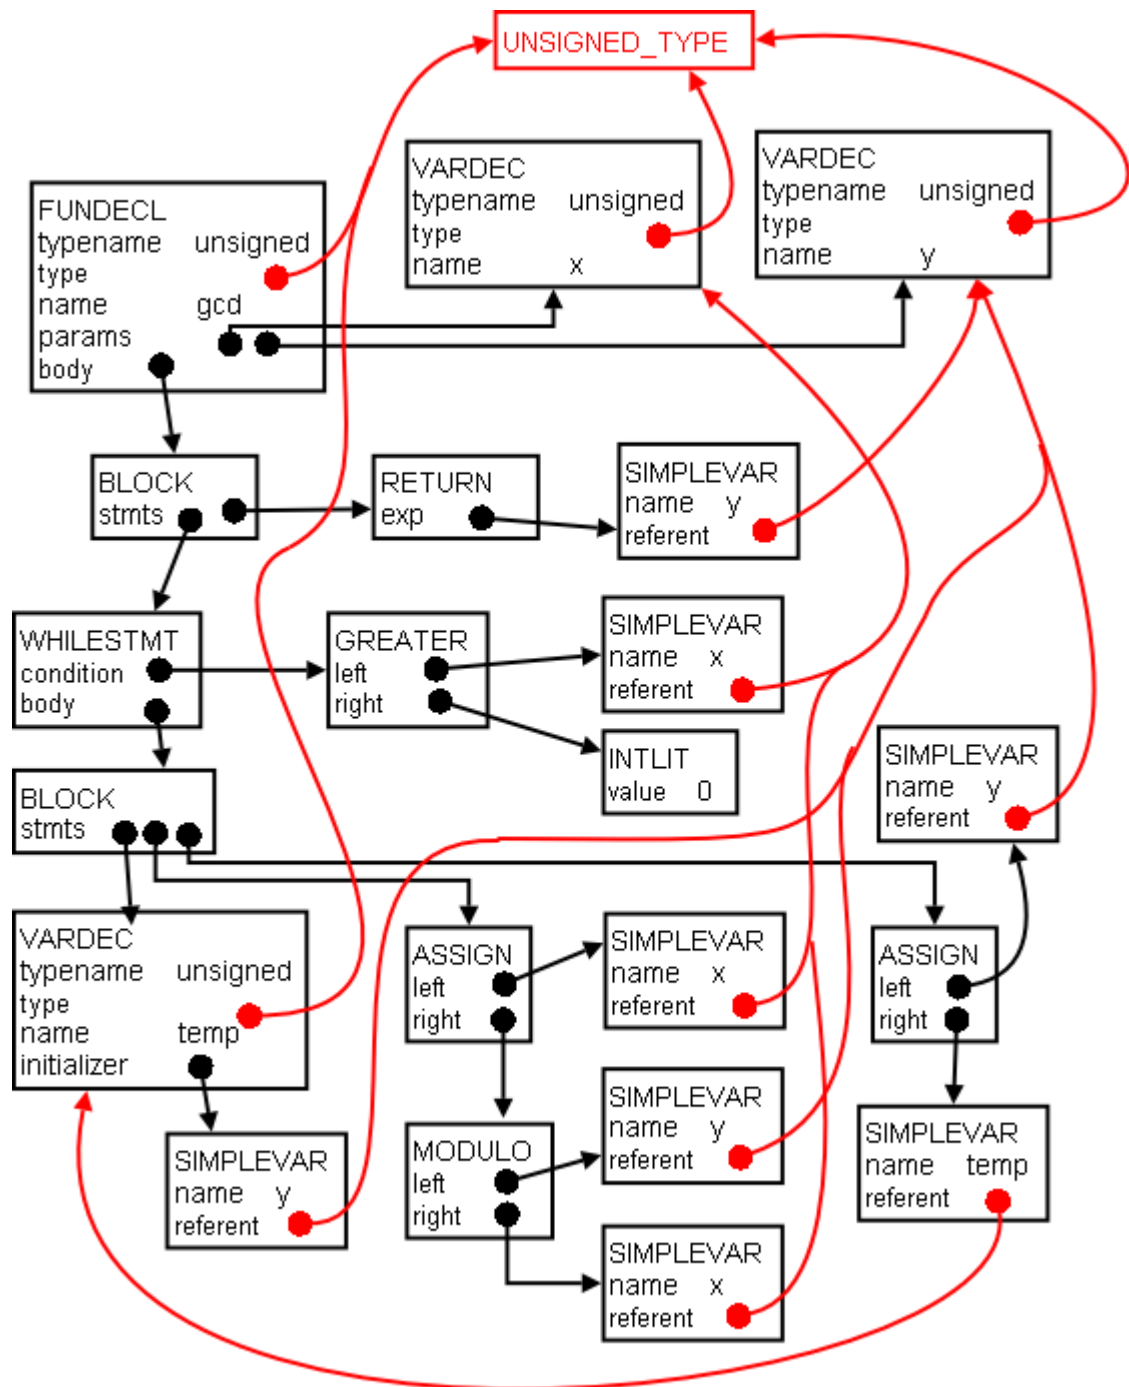 UNSIGNED_TYPE
VARDEC
typename unsigned
type
name x
VARDEC
typename unsigned
type
name y
FUNDECL
typename unsigned
type
name gcd
params
body
BLOCK
stmts
RETURN
exp
SIMPLEVAR
name y
referent
WHILESTMT
condition
body
GREATER
left
right
SIMPLEVAR
name x
referent
INTLIT
value 0
SIMPLEVAR
name y
referent
BLOCK
stmts
VARDEC
typename unsigned
type
name temp
initializer
ASSIGN
left
right
SIMPLEVAR
name x
referent
ASSIGN
left
right
SIMPLEVAR
name y
referent
MODULO
left
right
SIMPLEVAR
name y
referent
SIMPLEVAR
name temp
referent
SIMPLEVAR
name x
referent